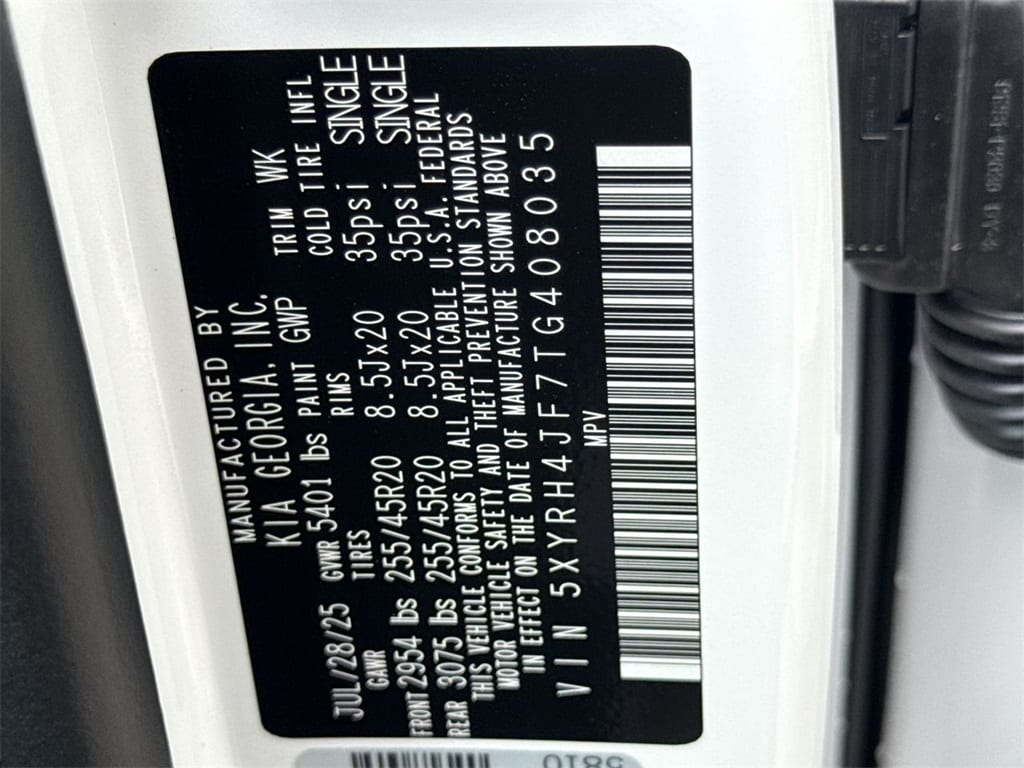 MANUFACTURED BY
KIA GEORGIA, INC.
JUL/28/25 GVWR 5401 lbs PAINT GWP TRIM WK
GAWR TIRES RIMS COLD TIRE INFL
FRONT 2954 lbs 255/45R20 8.5Jx20 35psi SINGLE
REAR 3075 lbs 255/45R20 8.5Jx20 35psi SINGLE
THIS VEHICLE CONFORMS TO ALL APPLICABLE U.S.A. FEDERAL
MOTOR VEHICLE SAFETY AND THEFT PREVENTION STANDARDS
IN EFFECT ON THE DATE OF MANUFACTURE SHOWN ABOVE
VIN 5XYRH4JF7TG408035
MPV
5810